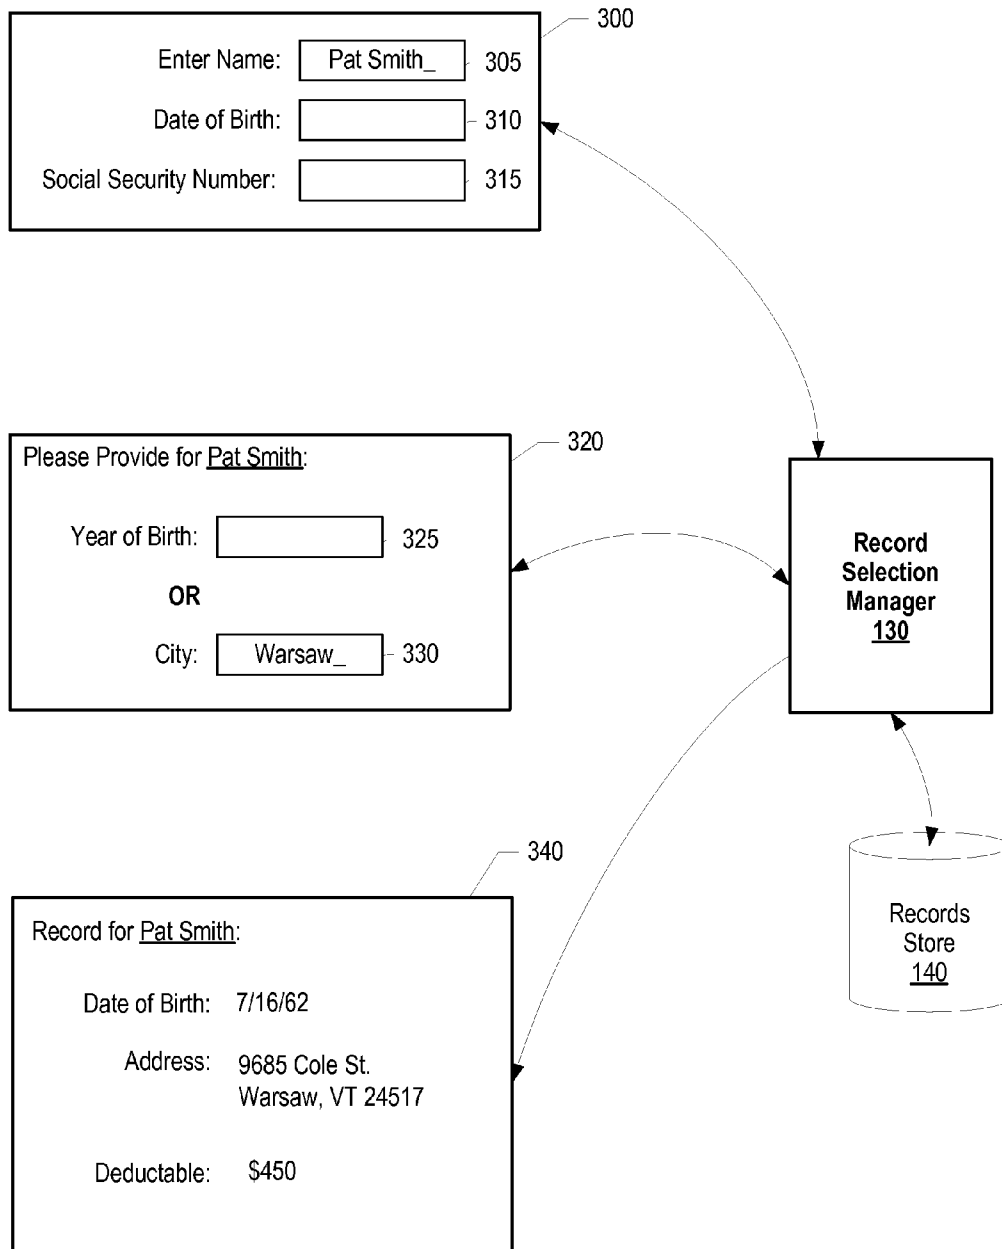 300
Enter Name: Pat Smith_ 305
Date of Birth: 310
Social Security Number: 315
320
Please Provide for Pat Smith:
Year of Birth: 325
OR
City: Warsaw_ 330
Record
Selection
Manager
130
340
Record for Pat Smith:
Date of Birth: 7/16/62
Address: 9685 Cole St.
Warsaw, VT 24517
Deductable: $450
Records
Store
140